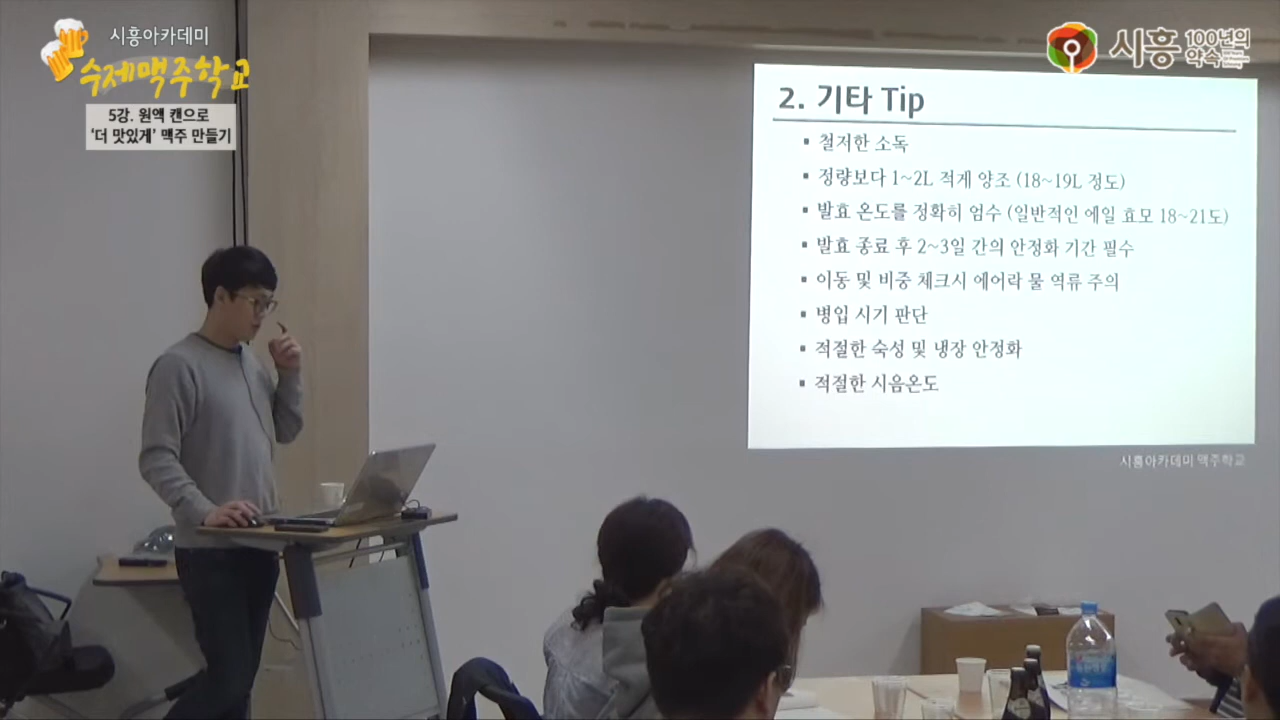 시흥아카데미
수제맥주학교
5강. 원액 캔으로
‘더 맛있게’ 맥주 만들기
시흥 100년의
약속
2. 기타 Tip
▪ 철저한 소독
▪ 정량보다 1~2L 적게 양조 (18~19L 정도)
▪ 발효 온도를 정확히 엄수 (일반적인 에일 효모 18~21도)
▪ 발효 종료 후 2~3일 간의 안정화 기간 필수
▪ 이동 및 비중 체크시 에어락 물 역류 주의
▪ 병입 시기 판단
▪ 적절한 숙성 및 냉장 안정화
▪ 적절한 시음온도
시흥아카데미 맥주학교